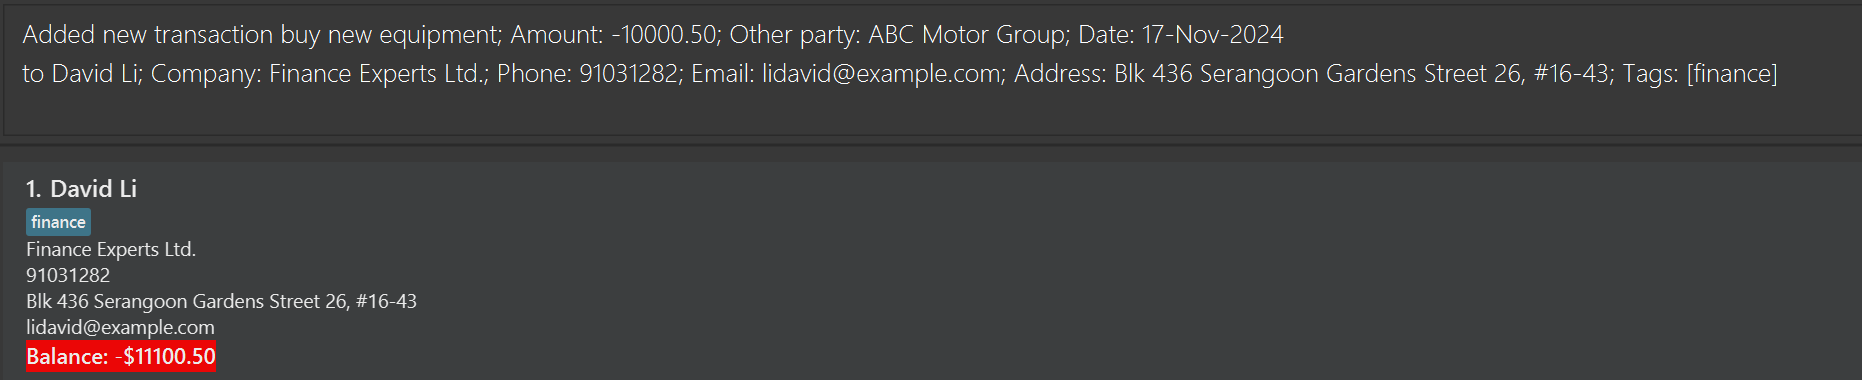 Added new transaction buy new equipment; Amount: -10000.50; Other party: ABC Motor Group; Date: 17-Nov-2024
to David Li; Company: Finance Experts Ltd.; Phone: 91031282; Email: lidavid@example.com; Address: Blk 436 Serangoon Gardens Street 26, #16-43; Tags: [finance]
1. David Li
finance
Finance Experts Ltd.
91031282
Blk 436 Serangoon Gardens Street 26, #16-43
lidavid@example.com
Balance: -$11100.50